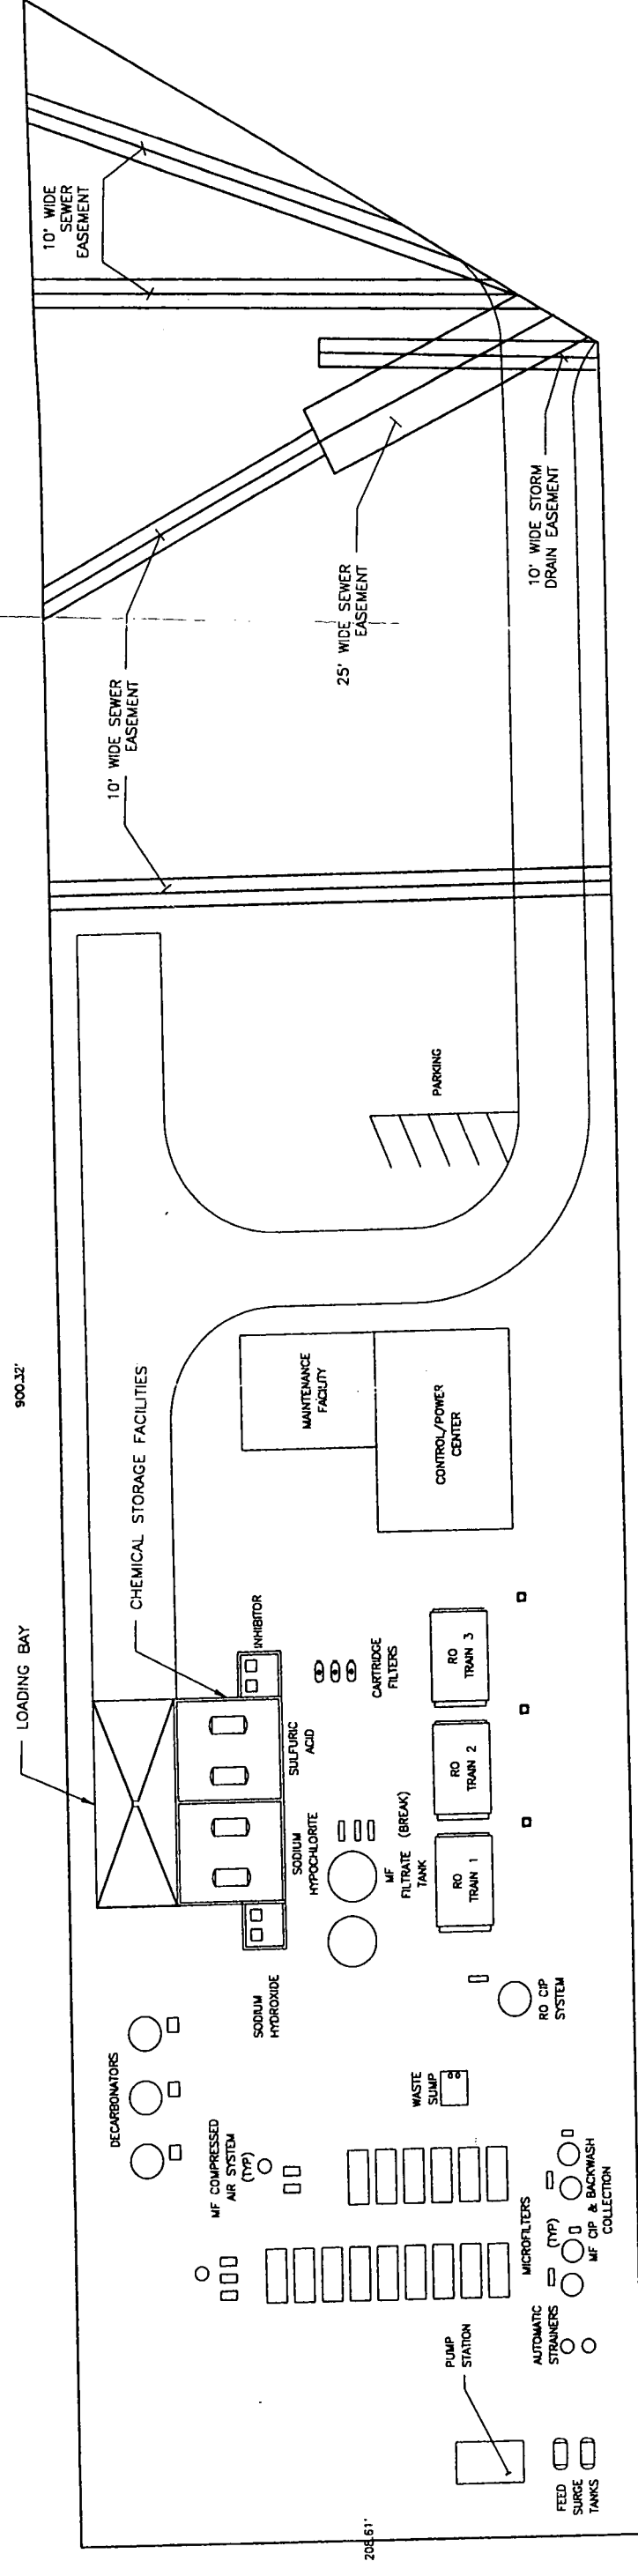 10' WIDE
SEWER
EASEMENT
10' WIDE STORM
DRAIN EASEMENT
25' WIDE SEWER
EASEMENT
10' WIDE SEWER
EASEMENT
PARKING
900.32'
MAINTENANCE
FACILITY
CONTROL/POWER
CENTER
CHEMICAL STORAGE FACILITIES
LOADING BAY
INHIBITOR
CARTRIDGE
FILTERS
RO
TRAIN 3
SULFURIC
ACID
RO
TRAIN 2
SODIUM
HYPOCHLORITE
MF
FILTRATE (BREAK)
TANK
RO
TRAIN 1
SODIUM
HYDROXIDE
RO CIP
SYSTEM
DECARBONATORS
WASTE
SUMP
MF COMPRESSED
AIR SYSTEM
(TYP)
MICROFILTERS
(TYP)
MF CIP & BACKWASH
COLLECTION
AUTOMATIC
STRAINERS
PUMP
STATION
FEED
SURGE
TANKS
208.61'